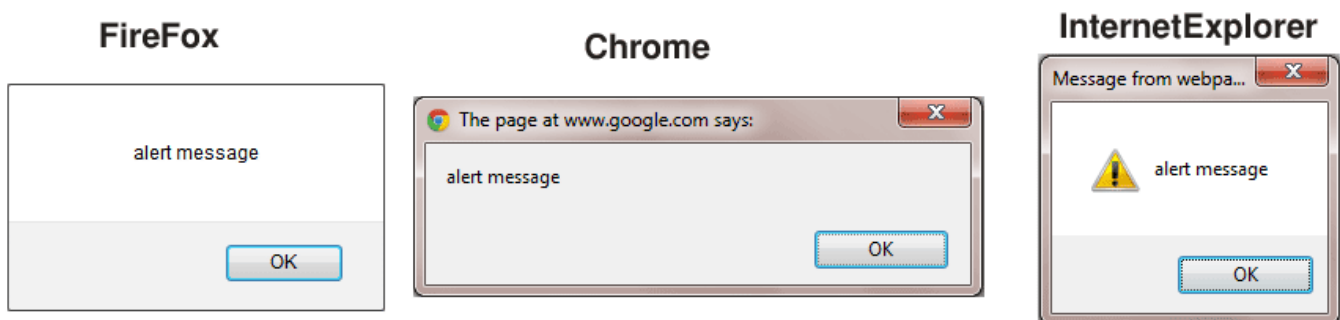 FireFox
alert message
OK
Chrome
The page at www.google.com says:
alert message
OK
InternetExplorer
Message from webpa...
alert message
OK